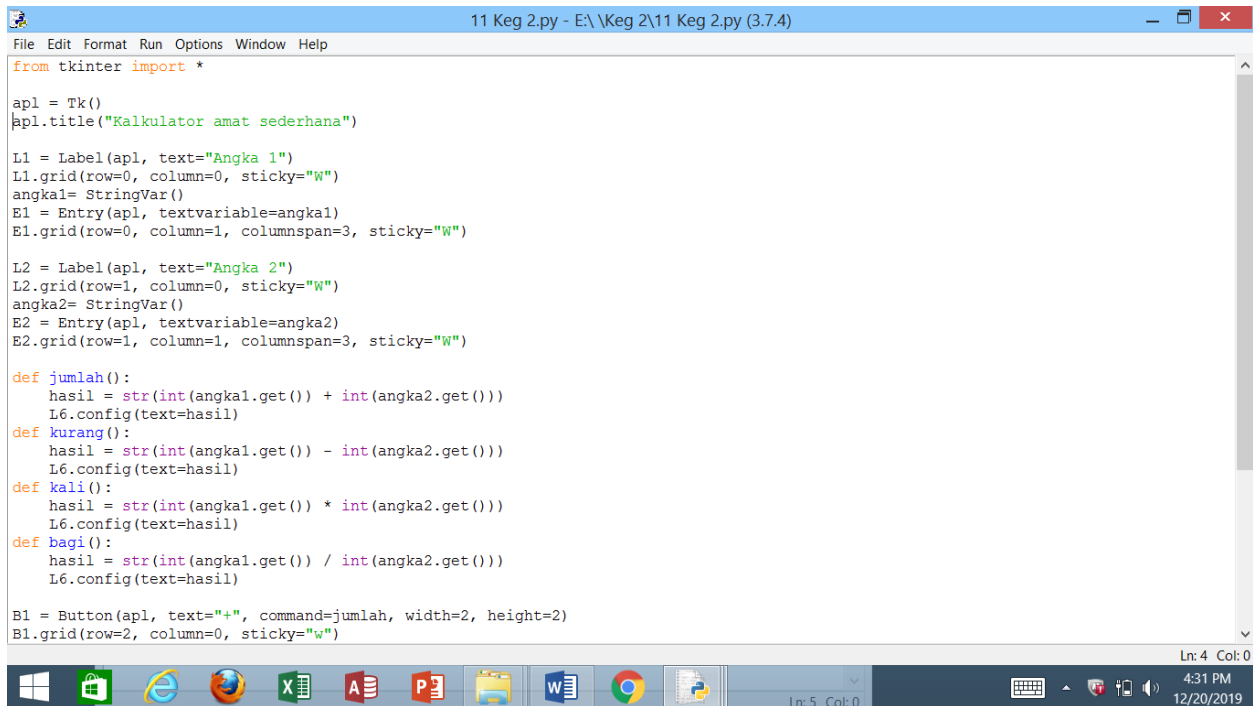 11 Keg 2.py - E:\ \Keg 2\11 Keg 2.py (3.7.4)
File Edit Format Run Options Window Help
from tkinter import *

apl = Tk()
apl.title("Kalkulator amat sederhana")

L1 = Label(apl, text="Angka 1")
L1.grid(row=0, column=0, sticky="W")
angka1= StringVar()
E1 = Entry(apl, textvariable=angka1)
E1.grid(row=0, column=1, columnspan=3, sticky="W")

L2 = Label(apl, text="Angka 2")
L2.grid(row=1, column=0, sticky="W")
angka2= StringVar()
E2 = Entry(apl, textvariable=angka2)
E2.grid(row=1, column=1, columnspan=3, sticky="W")

def jumlah():
    hasil = str(int(angka1.get()) + int(angka2.get()))
    L6.config(text=hasil)
def kurang():
    hasil = str(int(angka1.get()) - int(angka2.get()))
    L6.config(text=hasil)
def kali():
    hasil = str(int(angka1.get()) * int(angka2.get()))
    L6.config(text=hasil)
def bagi():
    hasil = str(int(angka1.get()) / int(angka2.get()))
    L6.config(text=hasil)

B1 = Button(apl, text="+", command=jumlah, width=2, height=2)
B1.grid(row=2, column=0, sticky="w")
Ln: 4 Col: 0
Ln: 5 Col: 0
4:31 PM
12/20/2019